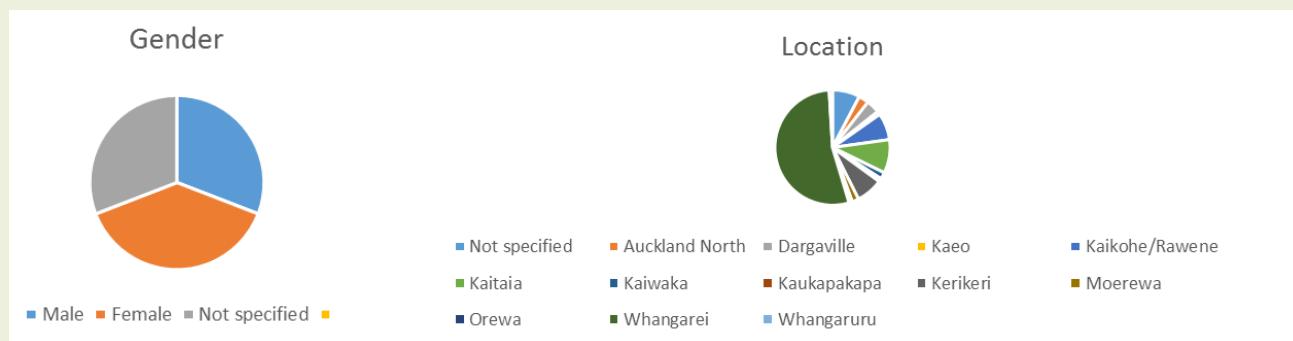 Gender
Male Female Not specified
Location
Not specified Auckland North Dargaville Kaeo Kaikohe/Rawene
Kaitaia Kaiwaka Kaukapakapa Kerikeri Moerewa
Orewa Whangarei Whangaruru